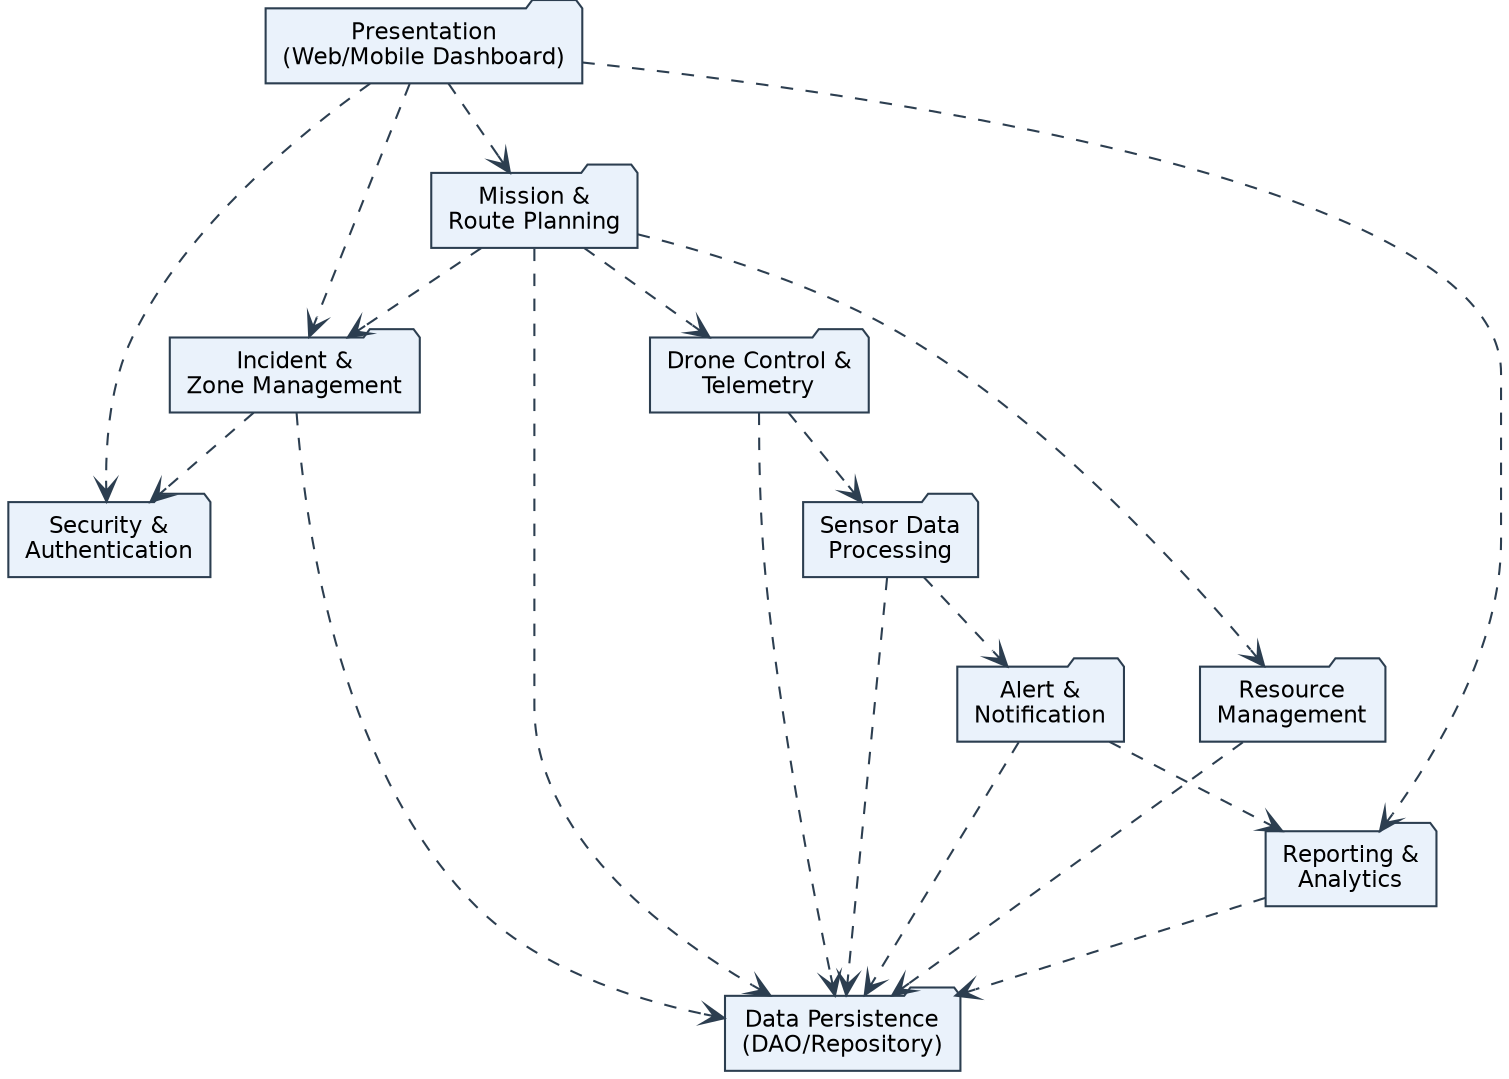 Presentation
(Web/Mobile Dashboard)
Mission &
Route Planning
Incident &
Zone Management
Drone Control &
Telemetry
Security &
Authentication
Sensor Data
Processing
Alert &
Notification
Resource
Management
Reporting &
Analytics
Data Persistence
(DAO/Repository)